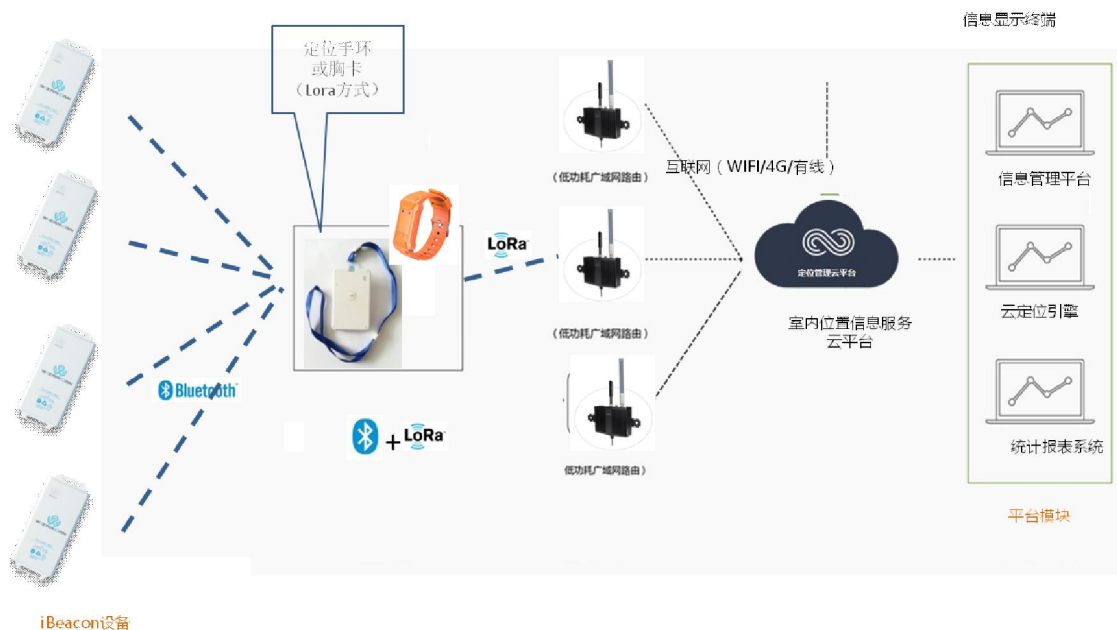 信息显示终端
定位手环
或胸卡
（Lora方式）
互联网（WIFI/4G/有线）
（低功耗广域网路由）
信息管理平台
LoRa
定位管理云平台
云定位引擎
室内位置信息服务
云平台
（低功耗广域网路由）
Bluetooth
+ LoRa
统计报表系统
低功耗广域网路由）
平台模块
iBeacon设备